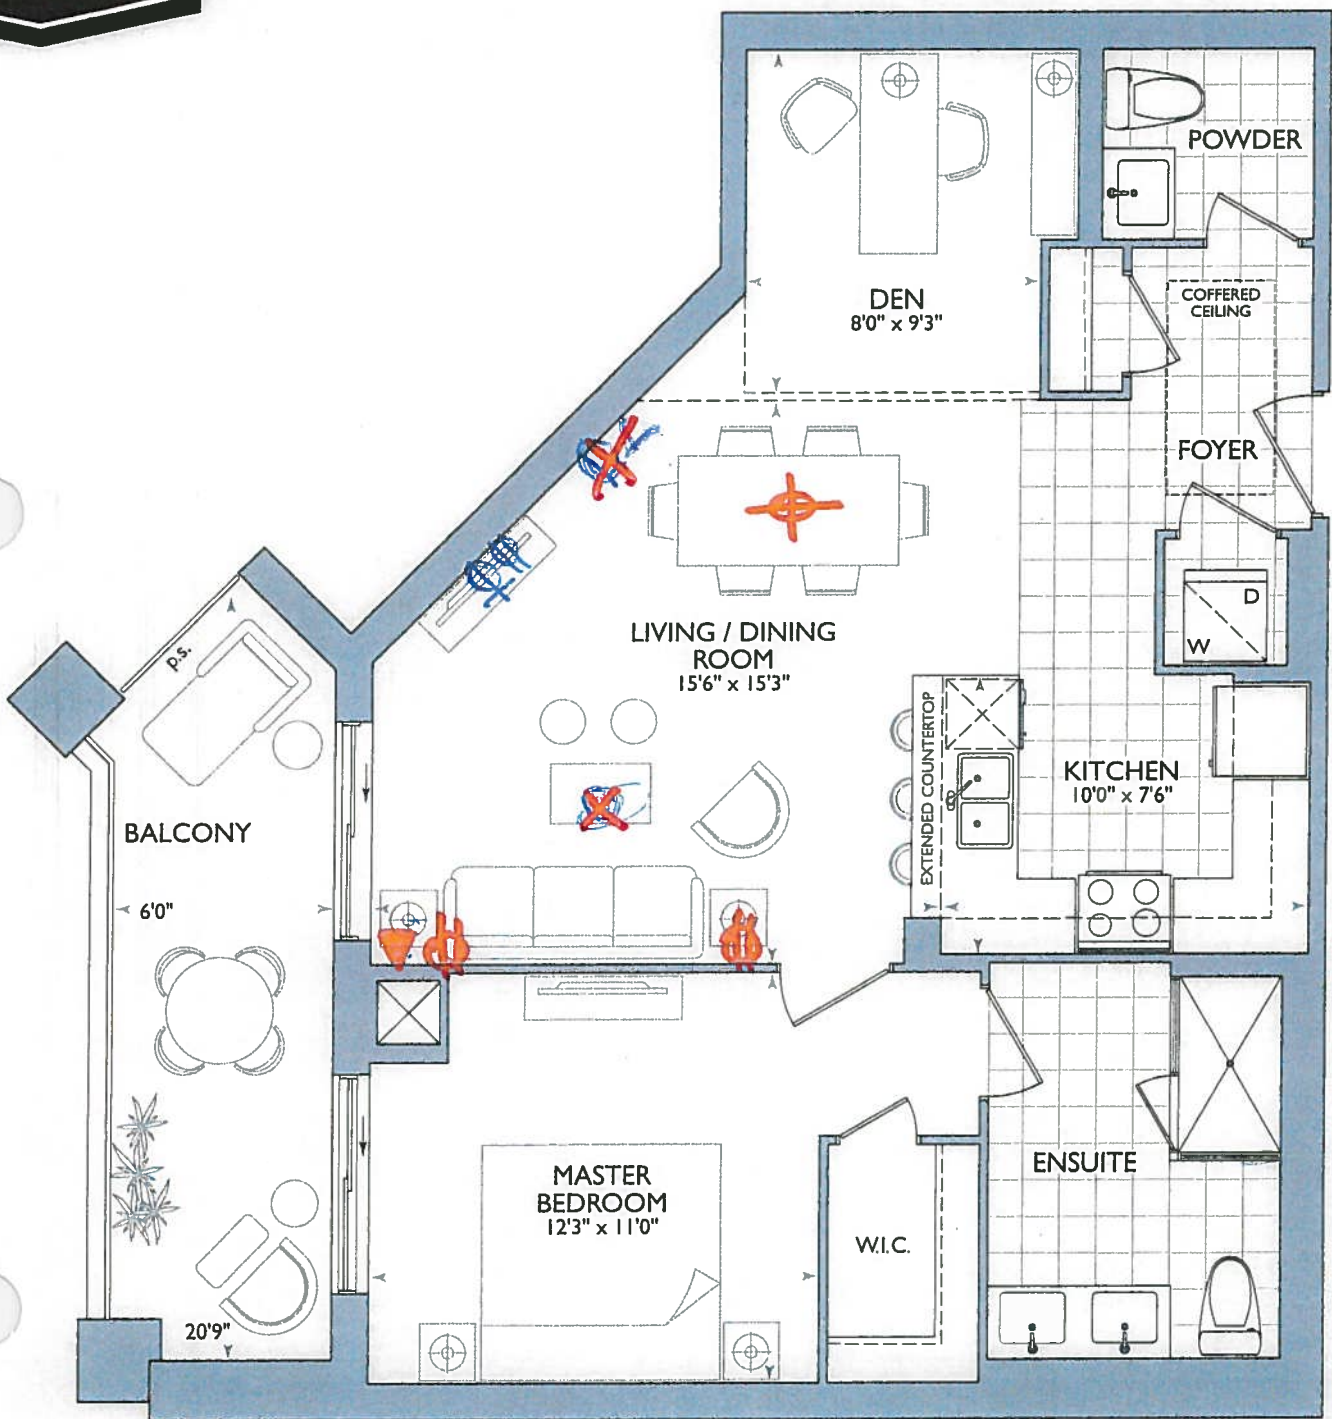 POWDER
COFFERED
CEILING
DEN
8'0" x 9'3"
FOYER
D
W
LIVING / DINING
ROOM
15'6" x 15'3"
p.s.
EXTENDED COUNTERTOP
KITCHEN
10'0" x 7'6"
BALCONY
6'0"
MASTER
BEDROOM
12'3" x 11'0"
ENSUITE
W.I.C.
20'9"